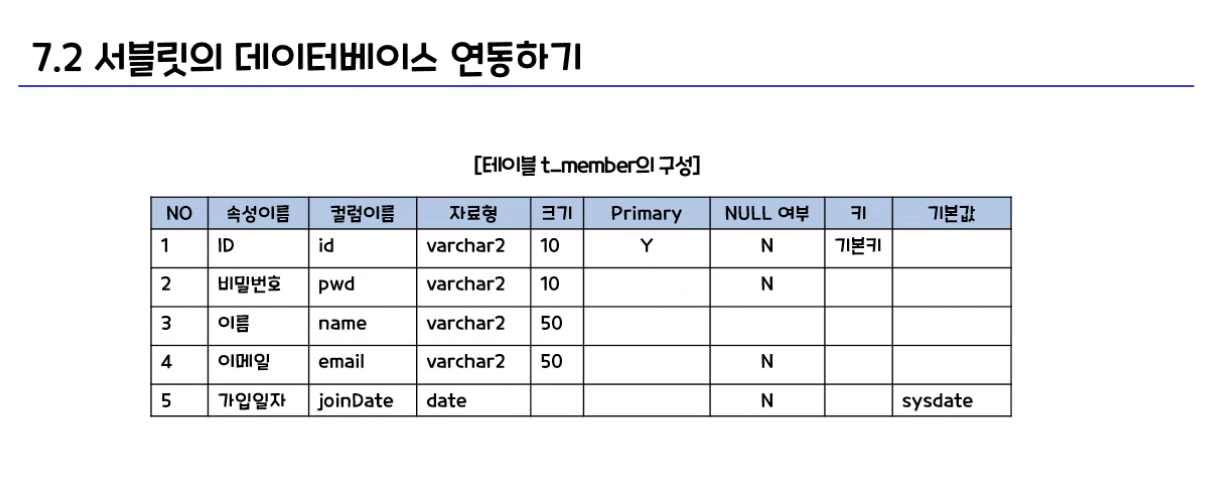 7.2 서블릿의 데이터베이스 연동하기
[테이블 t_member의 구성]
NO 속성이름 컬럼이름 자료형 크기 Primary NULL 여부 키 기본값
1 ID id varchar2 10 Y N 기본키
2 비밀번호 pwd varchar2 10 N
3 이름 name varchar2 50
4 이메일 email varchar2 50 N
5 가입일자 joinDate date N sysdate